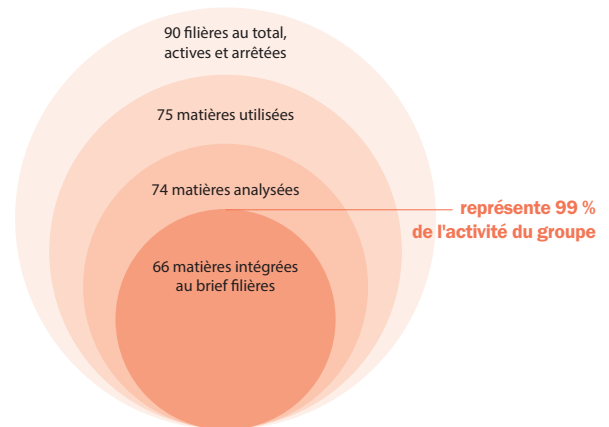 90 filières au total,
actives et arrêtées
75 matières utilisées
74 matières analysées
représente 99 %
de l'activité du groupe
66 matières intégrées
au brief filières